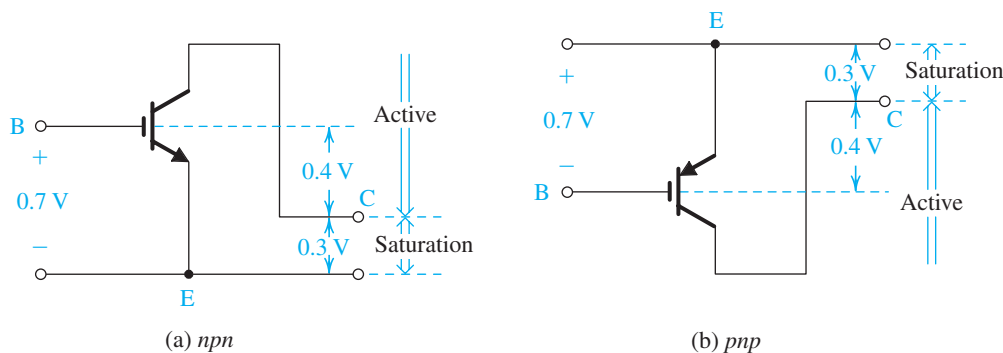 E
+
0.3 V
Saturation
Active
B
0.7 V
C
+
0.4 V
0.4 V
−
0.7 V
B
Active
C
−
0.3 V
Saturation
E
(a) npn
(b) pnp